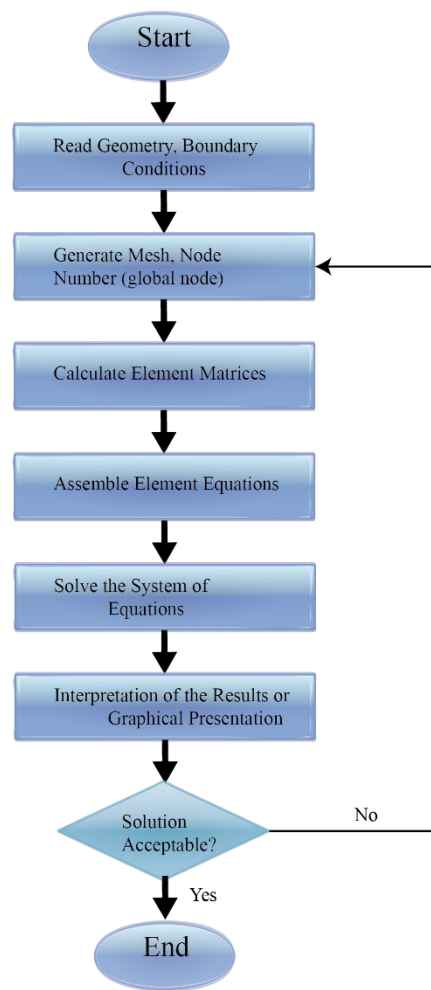 Start
Read Geometry, Boundary
Conditions
Generate Mesh, Node
Number (global node)
Calculate Element Matrices
Assemble Element Equations
Solve the System of
Equations
Interpretation of the Results or
Graphical Presentation
Solution
Acceptable?
No
Yes
End